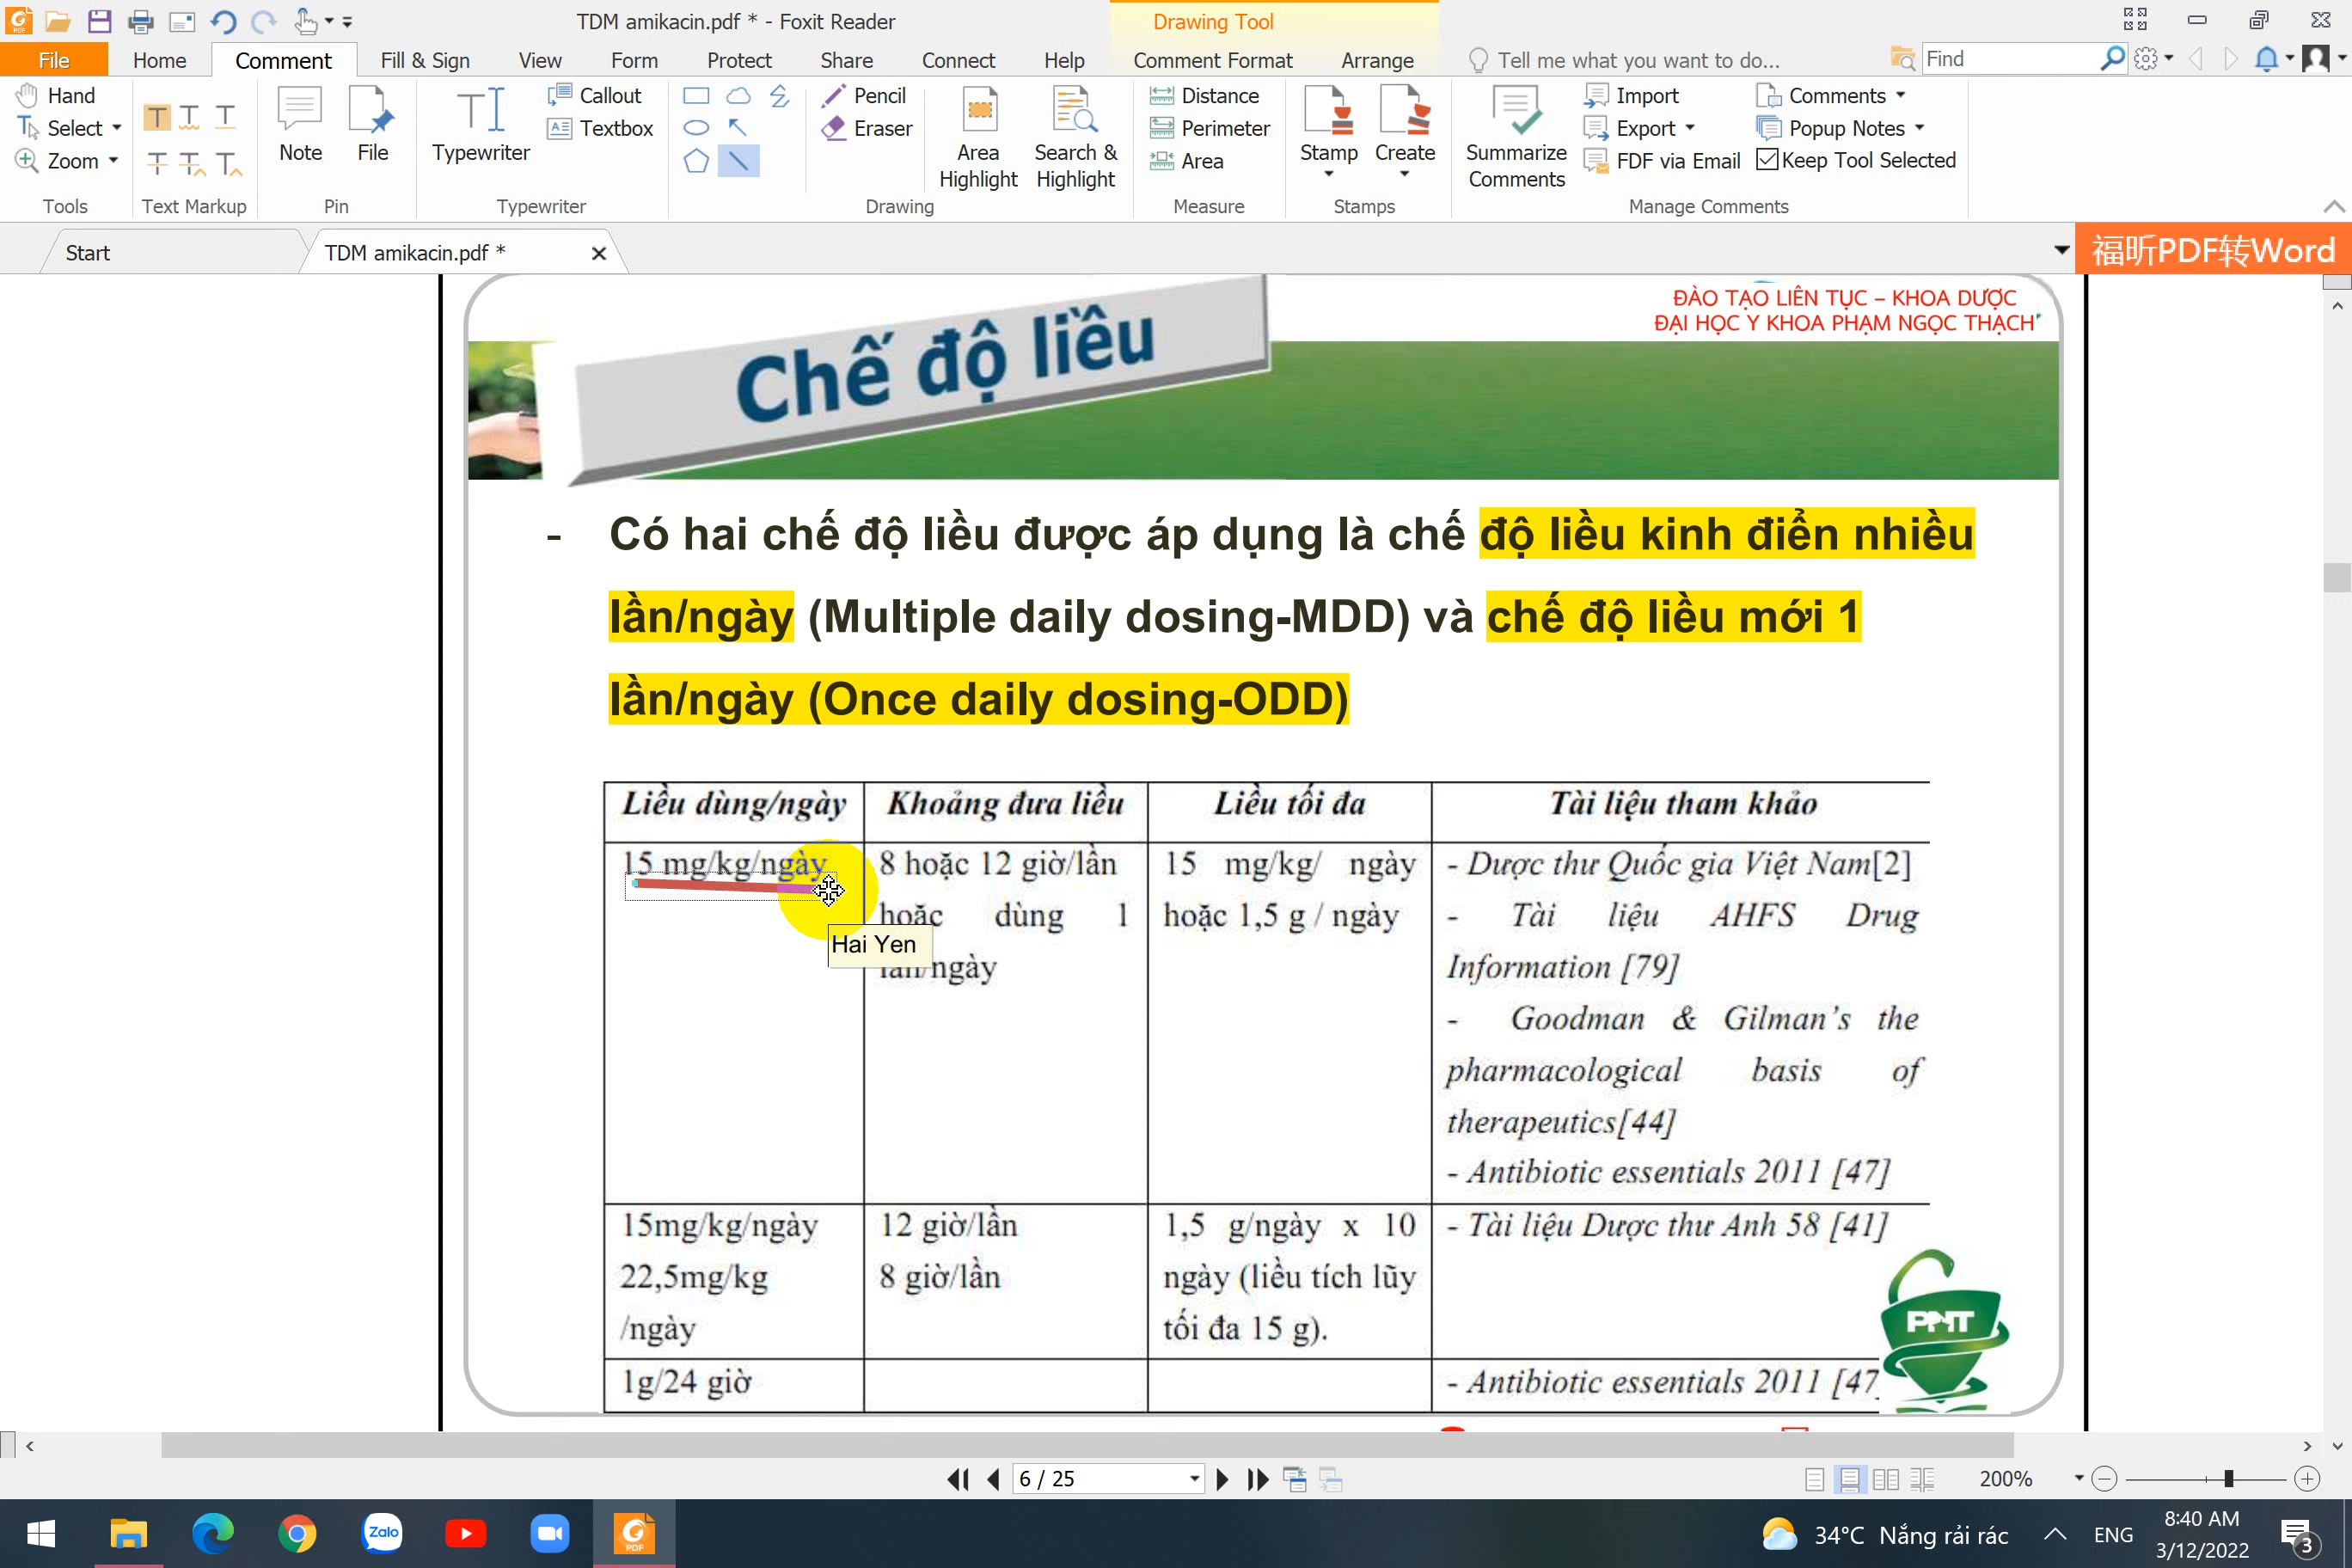 TDM amikacin.pdf * - Foxit Reader
Drawing Tool
File
Home
Comment
Fill & Sign
View
Form
Protect
Share
Connect
Help
Comment Format
Arrange
Tell me what you want to do...
Find
Hand
Select
Zoom
Tools
Text Markup
Note
File
Pin
Typewriter
Callout
Textbox
Typewriter
Pencil
Eraser
Area
Highlight
Search &
Highlight
Drawing
Distance
Perimeter
Area
Measure
Stamp
Create
Stamps
Summarize
Comments
Import
Export
FDF via Email
Comments
Popup Notes
Keep Tool Selected
Manage Comments
Start
TDM amikacin.pdf *
福昕PDF转Word
ĐÀO TẠO LIÊN TỤC – KHOA DƯỢC
ĐẠI HỌC Y KHOA PHẠM NGỌC THẠCH
Chế độ liều
- Có hai chế độ liều được áp dụng là chế độ liều kinh điển nhiều
lần/ngày (Multiple daily dosing-MDD) và chế độ liều mới 1
lần/ngày (Once daily dosing-ODD)
Liều dùng/ngày
Khoảng đưa liều
Liều tối đa
Tài liệu tham khảo
15 mg/kg/ngày
8 hoặc 12 giờ/lần
hoặc dùng 1
lần/ngày
15 mg/kg/ ngày
hoặc 1,5 g / ngày
- Dược thư Quốc gia Việt Nam[2]
- Tài liệu AHFS Drug
Information [79]
- Goodman & Gilman's the
pharmacological basis of
therapeutics[44]
- Antibiotic essentials 2011 [47]
Hai Yen
15mg/kg/ngày
22,5mg/kg
/ngày
12 giờ/lần
8 giờ/lần
1,5 g/ngày x 10
ngày (liều tích lũy
tối đa 15 g).
- Tài liệu Dược thư Anh 58 [41]
1g/24 giờ
- Antibiotic essentials 2011 [47
PNT
6 / 25
200%
Zalo
PDF
34°C Nắng rải rác
ENG
8:40 AM
3/12/2022
3